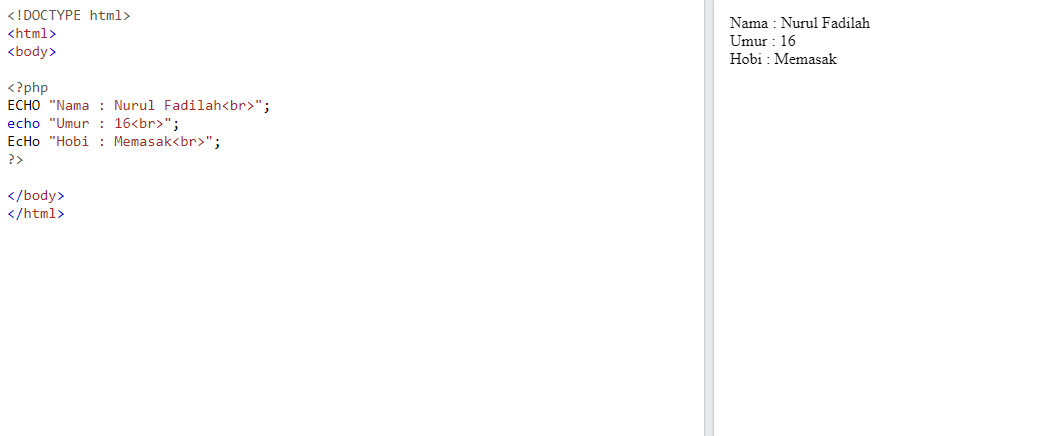 <!DOCTYPE html>
<html>
<body>
<?php
ECHO "Nama : Nurul Fadilah<br>";
echo "Umur : 16<br>";
EcHo "Hobi : Memasak<br>";
?>
</body>
</html>
Nama : Nurul Fadilah
Umur : 16
Hobi : Memasak